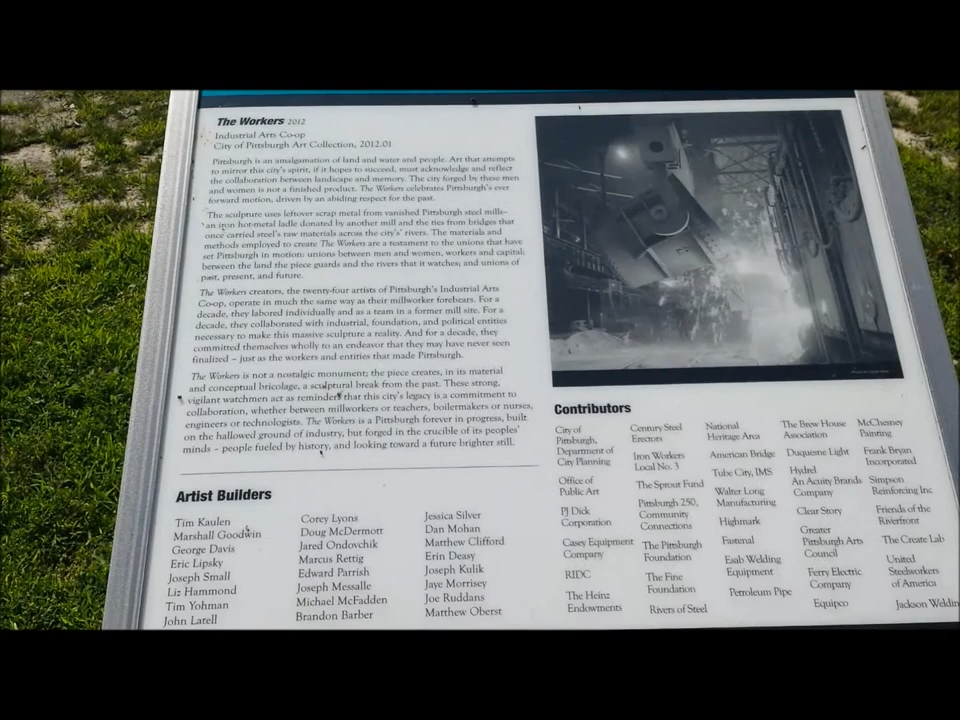 The Workers 2012
Industrial Arts Co-op
City of Pittsburgh Art Collection, 2012.01
Pittsburgh is an amalgamation of land and water and people. Art that attempts
to mirror this city's spirit, if it hopes to succeed, must acknowledge and reflect
the collaboration between landscape and memory. The city forged by these men
and women is not a finished product. The Workers celebrates Pittsburgh's ever
forward motion, driven by an abiding respect for the past.
The sculpture uses leftover scrap metal from vanished Pittsburgh steel mills–
an iron hot-metal ladle donated by another mill and the ties from bridges that
once carried steel's raw materials across the city's rivers. The materials and
methods employed to create The Workers are a testament to the unions that have
set Pittsburgh in motion: unions between men and women, workers and capital;
between the land the piece guards and the rivers that it watches; and unions of
past, present, and future.
The Workers creators, the twenty-four artists of Pittsburgh's Industrial Arts
Co-op, operate in much the same way as their millworker forebears. For a
decade, they labored individually and as a team in a former mill site. For a
decade, they collaborated with industrial, foundation, and political entities
necessary to make this massive sculpture a reality. And for a decade, they
committed themselves wholly to an endeavor that they may have never seen
finalized – just as the workers and entities that made Pittsburgh.
The Workers is not a nostalgic monument; the piece creates, in its material
and conceptual bricolage, a sculptural break from the past. These strong,
vigilant watchmen act as reminders that this city's legacy is a commitment to
collaboration, whether between millworkers or teachers, boilermakers or nurses,
engineers or technologists. The Workers is a Pittsburgh forever in progress, built
on the hallowed ground of industry, but forged in the crucible of its peoples'
minds – people fueled by history, and looking toward a future brighter still.
Artist Builders
Tim Kaulen
Marshall Goodwin
George Davis
Eric Lipsky
Joseph Small
Liz Hammond
Tim Yohman
John Latell
Corey Lyons
Doug McDermott
Jared Ondovchik
Marcus Rettig
Edward Parrish
Joseph Messalle
Michael McFadden
Brandon Barber
Jessica Silver
Dan Mohan
Matthew Clifford
Erin Deasy
Joseph Kulik
Jaye Morrisey
Joe Ruddans
Matthew Oberst
Contributors
City of
Pittsburgh,
Department of
City Planning
Office of
Public Art
PJ Dick
Corporation
Casey Equipment
Company
RIDC
The Heinz
Endowments
Century Steel
Erectors
Iron Workers
Local No. 3
The Sprout Fund
Pittsburgh 250,
Community
Connections
The Pittsburgh
Foundation
The Fine
Foundation
Rivers of Steel
National
Heritage Area
American Bridge
Tube City, IMS
Walter Long
Manufacturing
Highmark
Fastenal
Esab Welding
Equipment
Petroleum Pipe
The Brew House
Association
Duquesne Light
Hydrel
An Acuity Brands
Company
Clear Story
Greater
Pittsburgh Arts
Council
Ferry Electric
Company
Equipco
McChesney
Painting
Frank Bryan
Incorporated
Simpson
Reinforcing Inc
Friends of the
Riverfront
The Create Lab
United
Steelworkers
of America
Jackson Weldin